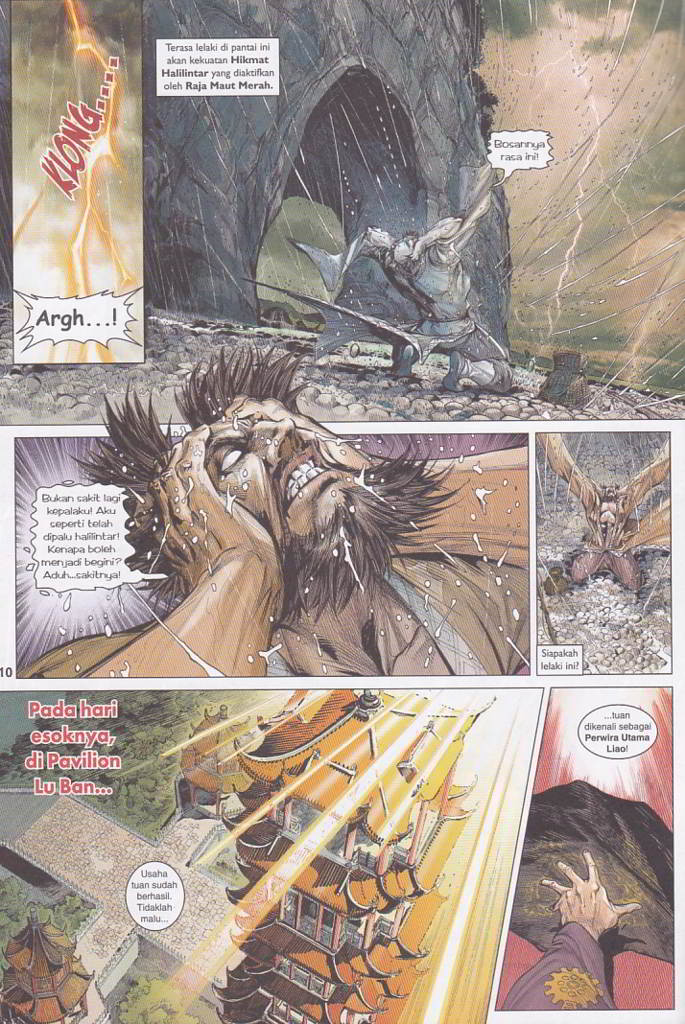 KLONG....
Argh...!
Terasa lelaki di pantai ini
akan kekuatan Hikmat
Halilintar yang diaktifkan
oleh Raja Maut Merah.
Bosannya
rasa ini!
Bukan sakit lagi
kepalaku! Aku
seperti telah
dipalu halilintar!
Kenapa boleh
menjadi begini?
Aduh...sakitnya!
Siapakah
lelaki ini?
10
Pada hari
esoknya,
di Pavilion
Lu Ban...
Usaha
tuan sudah
berhasil.
Tidaklah
malu...
...tuan
dikenali sebagai
Perwira Utama
Liao!